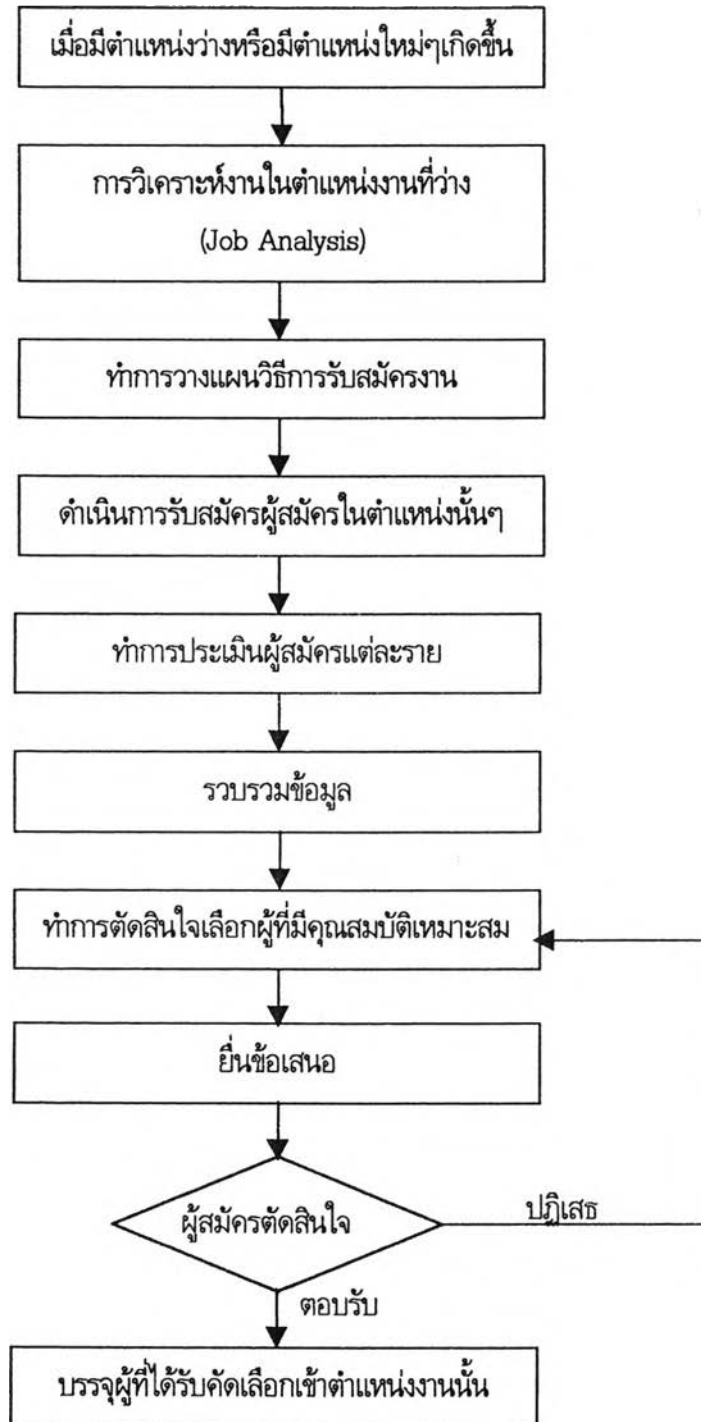 เมื่อมีตำแหน่งว่างหรือมีตำแหน่งใหม่ๆเกิดขึ้น
การวิเคราะห์งานในตำแหน่งงานที่ว่าง
(Job Analysis)
ทำการวางแผนวิธีการรับสมัครงาน
ดำเนินการรับสมัครผู้สมัครในตำแหน่งนั้นๆ
ทำการประเมินผู้สมัครแต่ละราย
รวบรวมข้อมูล
ทำการตัดสินใจเลือกผู้ที่มีคุณสมบัติเหมาะสม
ยื่นข้อเสนอ
ผู้สมัครตัดสินใจ
ปฏิเสธ
ตอบรับ
บรรจุผู้ที่ได้รับคัดเลือกเข้าตำแหน่งงานนั้น